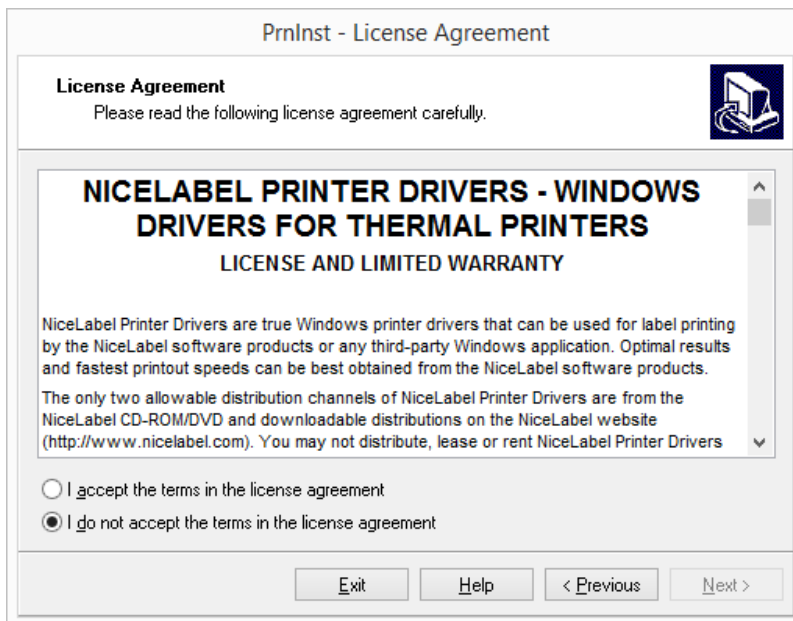 PrnInst - License Agreement
License Agreement
Please read the following license agreement carefully.
NICELABEL PRINTER DRIVERS - WINDOWS
DRIVERS FOR THERMAL PRINTERS
LICENSE AND LIMITED WARRANTY
NiceLabel Printer Drivers are true Windows printer drivers that can be used for label printing
by the NiceLabel software products or any third-party Windows application. Optimal results
and fastest printout speeds can be best obtained from the NiceLabel software products.
The only two allowable distribution channels of NiceLabel Printer Drivers are from the
NiceLabel CD-ROM/DVD and downloadable distributions on the NiceLabel website
(http://www.nicelabel.com). You may not distribute, lease or rent NiceLabel Printer Drivers
I accept the terms in the license agreement
I do not accept the terms in the license agreement
Exit Help < Previous Next >